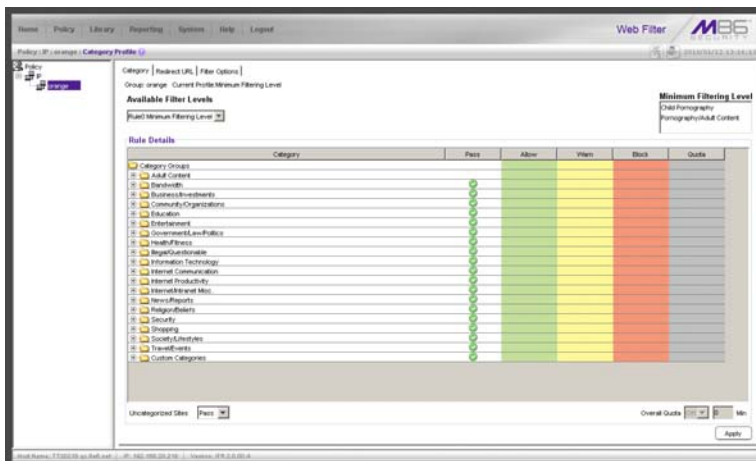 Home Policy Library Reporting System Help Logout
Web Filter M86 SECURITY
Policy : IP : orange : Category Profile
Policy
IP
orange
Category Redirect URL Filter Options
Group: orange Current Profile:Minimum Filtering Level
Available Filter Levels
Minimum Filtering Level
Rule0 Minimum Filtering Level
Child Pornography
Pornography/Adult Content
Rule Details
Category Pass Allow Warn Block Quota
Category Groups
Adult Content
Bandwidth
Business/Investments
Community/Organizations
Education
Entertainment
Government/Law/Politics
Health/Fitness
Illegal/Questionable
Information Technology
Internet Communication
Internet Productivity
Internet/Intranet Misc.
News/Reports
Religion/Beliefs
Security
Shopping
Society/Lifestyles
Travel/Events
Custom Categories
Uncategorized Sites Pass
Overall Quota 0 Min
Apply